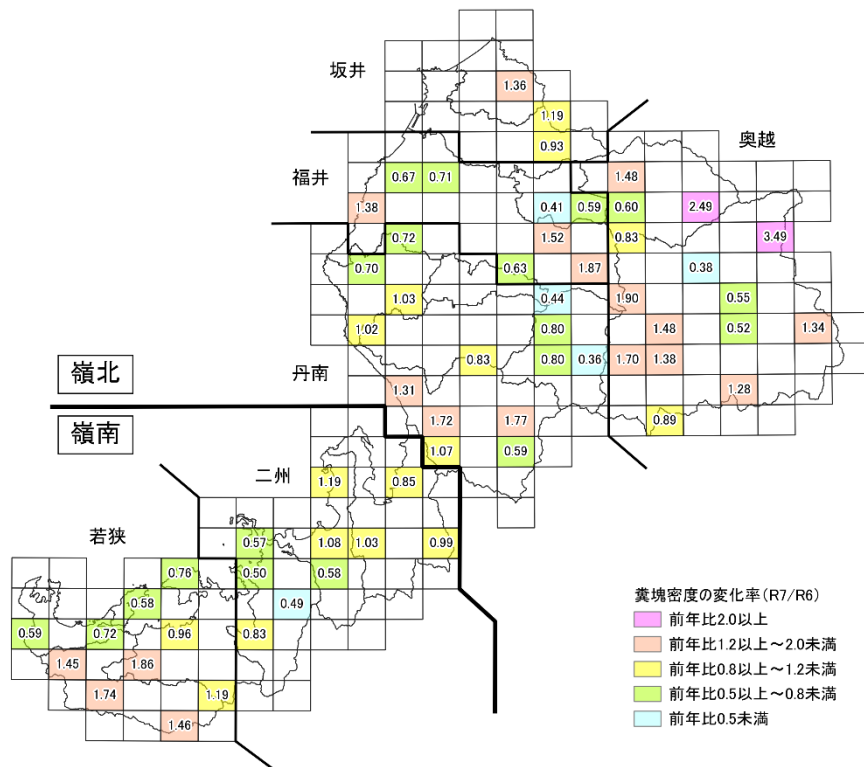 坂井
1.36
1.19
奥越
0.93
福井
0.67 0.71 1.48
1.38 0.41 0.59 0.60 2.49
0.72 1.52 0.83 3.49
0.70 0.63 1.87 0.38
1.03 0.44 1.90 0.55
1.02 0.80 1.48 0.52 1.34
嶺北
丹南
0.83 0.80 0.36 1.70 1.38
1.31 1.28
嶺南
1.72 1.77 0.89
1.07 0.59
二州
1.19 0.85
若狭
0.57 1.08 1.03 0.99
0.76 0.50 0.58
0.58 0.49
0.59 0.72 0.96 0.83
1.45 1.86
1.74 1.19
1.46
糞塊密度の変化率(R7/R6)
前年比2.0以上
前年比1.2以上~2.0未満
前年比0.8以上~1.2未満
前年比0.5以上~0.8未満
前年比0.5未満